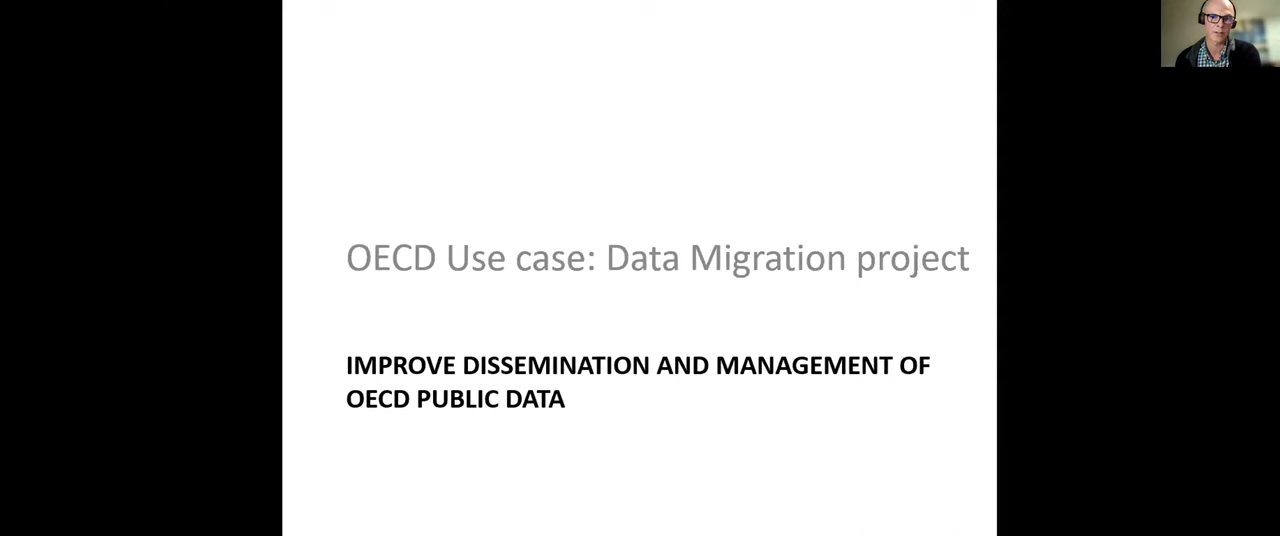 OECD Use case: Data Migration project
IMPROVE DISSEMINATION AND MANAGEMENT OF
OECD PUBLIC DATA